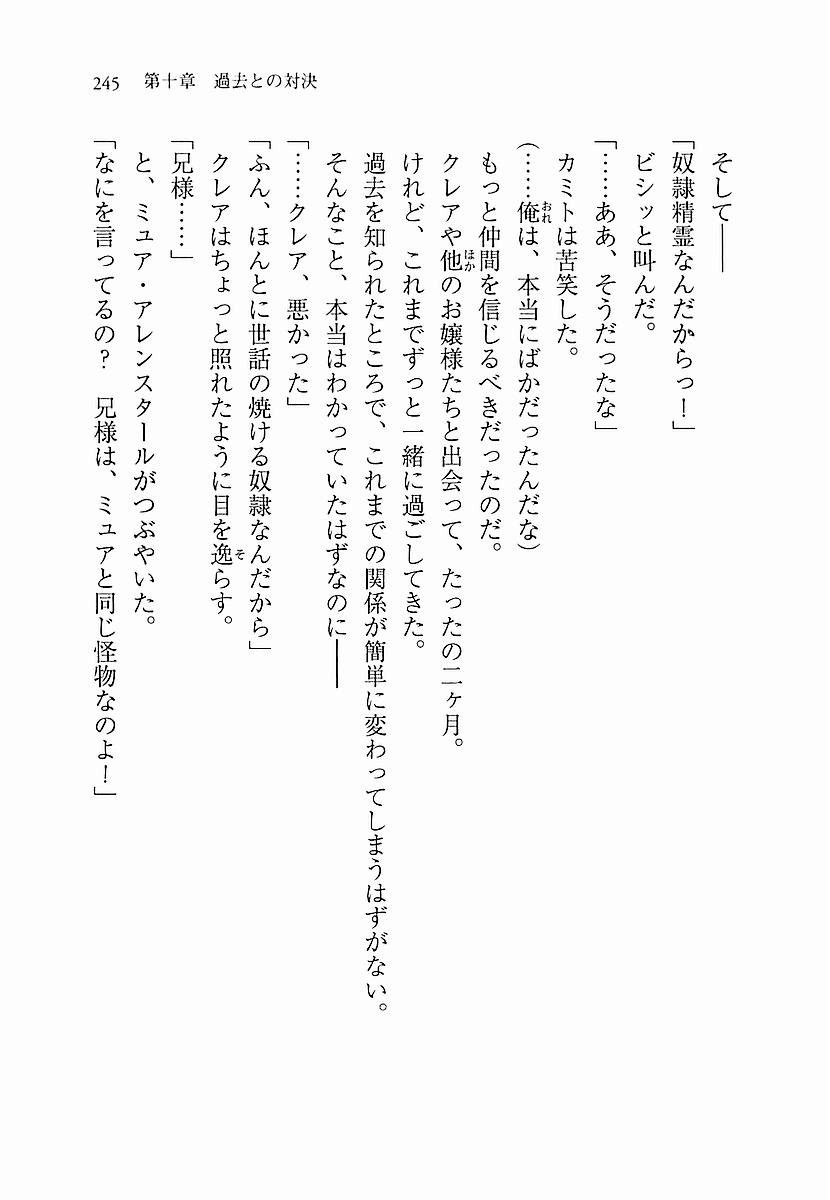 245 第十章 過去との対決
そして――
「奴隷精霊なんだからっ!」
ビシッと叫んだ。
「……ああ、そうだったな」
カミトは苦笑した。
(……俺は、本当にばかだったんだな)
もっと仲間を信じるべきだったのだ。
クレアや他のお嬢様たちと出会って、たったの二ヶ月。
けれど、これまでずっと一緒に過ごしてきた。
過去を知られたところで、これまでの関係が簡単に変わってしまうはずがない。
そんなこと、本当はわかっていたはずなのに――
「……クレア、悪かった」
「ふん、ほんとに世話の焼ける奴隷なんだから」
クレアはちょっと照れたように目を逸らす。
「兄様……」
と、ミュア・アレンスタールがつぶやいた。
「なにを言ってるの? 兄様は、ミュアと同じ怪物なのよ!」